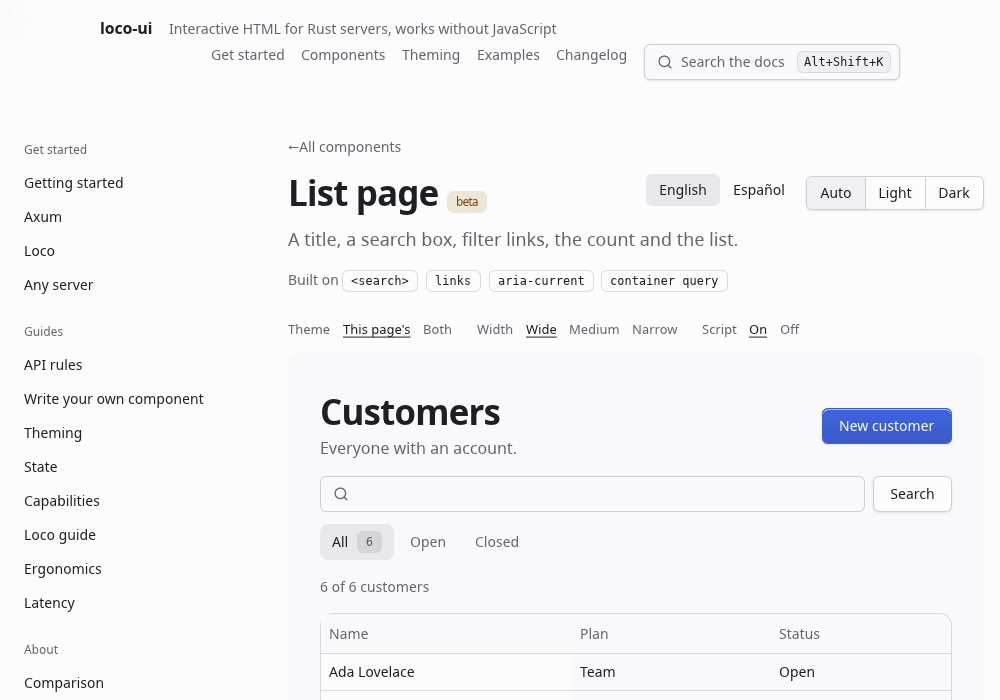 loco-ui Interactive HTML for Rust servers, works without JavaScript
Get started Components Theming Examples Changelog Search the docs Alt+Shift+K
Get started
Getting started
Axum
Loco
Any server
Guides
API rules
Write your own component
Theming
State
Capabilities
Loco guide
Ergonomics
Latency
About
Comparison
←All components
List page beta English Español Auto Light Dark
A title, a search box, filter links, the count and the list.
Built on <search> links aria-current container query
Theme This page's Both Width Wide Medium Narrow Script On Off
Customers
Everyone with an account.
New customer
Search
All 6 Open Closed
6 of 6 customers
Name Plan Status
Ada Lovelace Team Open